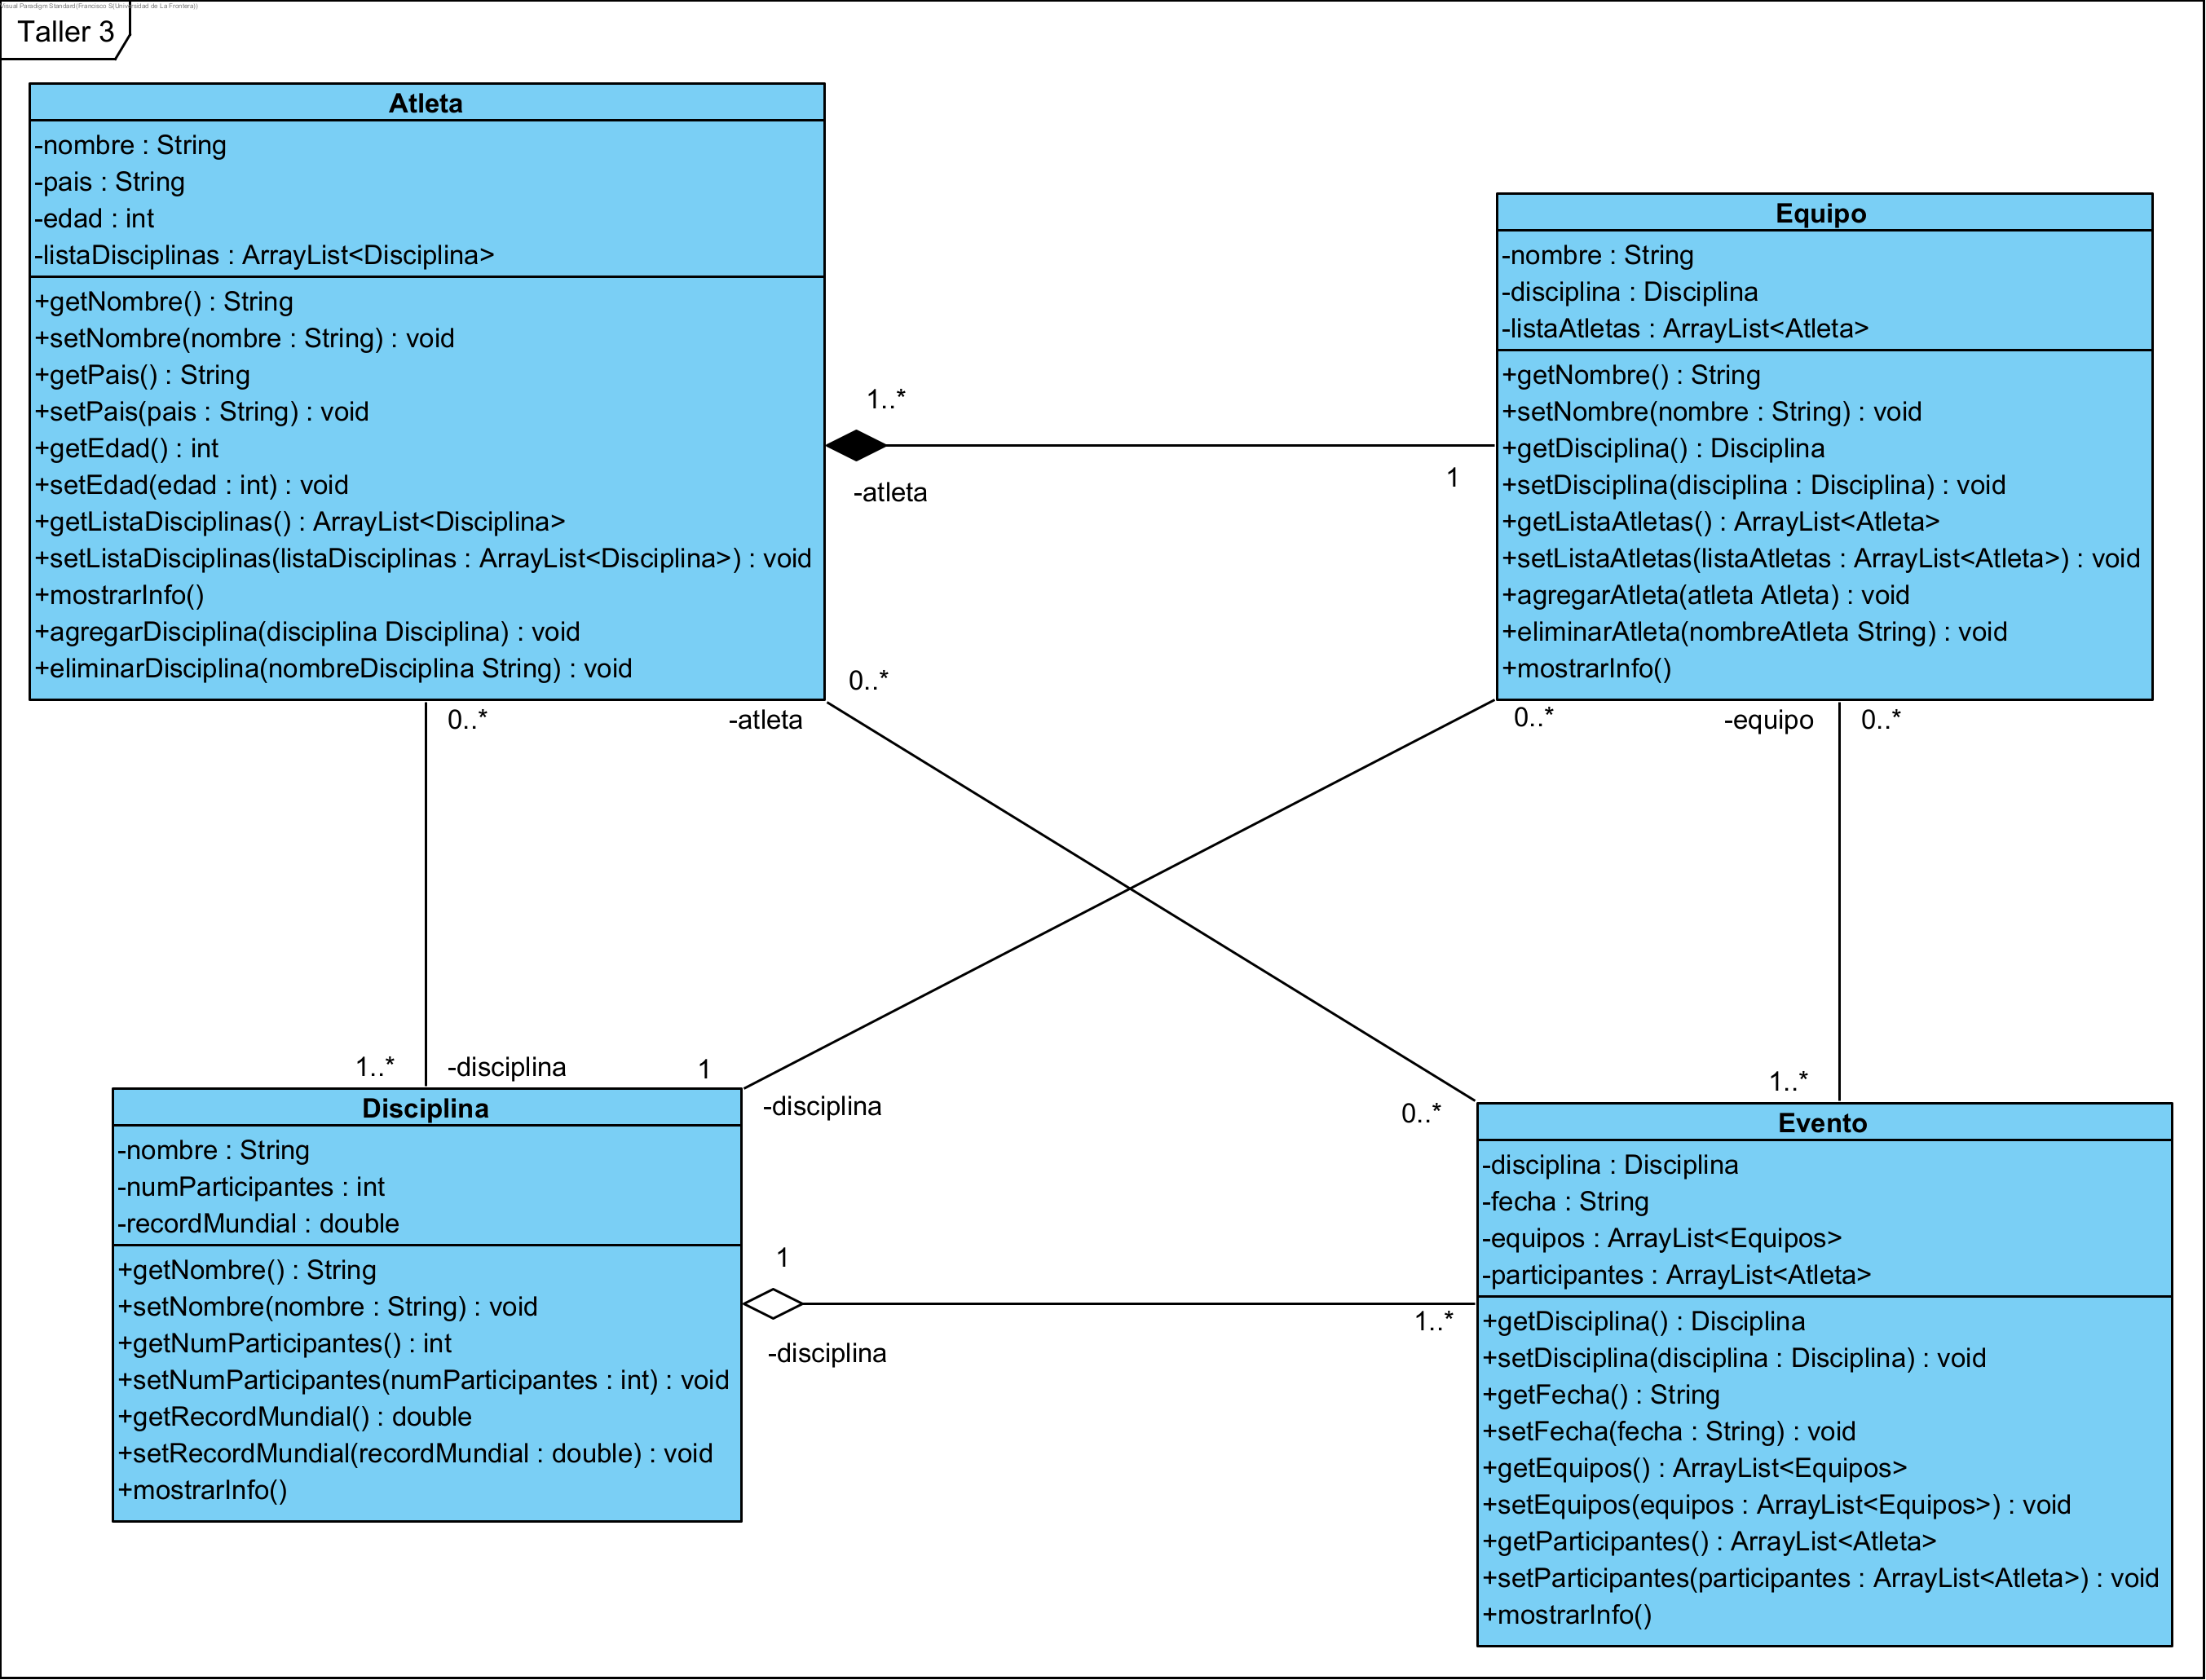 Visual Paradigm Standard(Francisco S(Universidad de La Frontera))
Taller 3
Atleta
-nombre : String
-pais : String
-edad : int
-listaDisciplinas : ArrayList<Disciplina>
+getNombre() : String
+setNombre(nombre : String) : void
+getPais() : String
+setPais(pais : String) : void
+getEdad() : int
+setEdad(edad : int) : void
+getListaDisciplinas() : ArrayList<Disciplina>
+setListaDisciplinas(listaDisciplinas : ArrayList<Disciplina>) : void
+mostrarInfo()
+agregarDisciplina(disciplina Disciplina) : void
+eliminarDisciplina(nombreDisciplina String) : void
Equipo
-nombre : String
-disciplina : Disciplina
-listaAtletas : ArrayList<Atleta>
+getNombre() : String
+setNombre(nombre : String) : void
+getDisciplina() : Disciplina
+setDisciplina(disciplina : Disciplina) : void
+getListaAtletas() : ArrayList<Atleta>
+setListaAtletas(listaAtletas : ArrayList<Atleta>) : void
+agregarAtleta(atleta Atleta) : void
+eliminarAtleta(nombreAtleta String) : void
+mostrarInfo()
1..*
-atleta
1
0..*
-atleta
0..*
0..*
-equipo
0..*
1..*
-disciplina
1
-disciplina
0..*
1..*
Disciplina
-nombre : String
-numParticipantes : int
-recordMundial : double
+getNombre() : String
+setNombre(nombre : String) : void
+getNumParticipantes() : int
+setNumParticipantes(numParticipantes : int) : void
+getRecordMundial() : double
+setRecordMundial(recordMundial : double) : void
+mostrarInfo()
1
-disciplina
1..*
Evento
-disciplina : Disciplina
-fecha : String
-equipos : ArrayList<Equipos>
-participantes : ArrayList<Atleta>
+getDisciplina() : Disciplina
+setDisciplina(disciplina : Disciplina) : void
+getFecha() : String
+setFecha(fecha : String) : void
+getEquipos() : ArrayList<Equipos>
+setEquipos(equipos : ArrayList<Equipos>) : void
+getParticipantes() : ArrayList<Atleta>
+setParticipantes(participantes : ArrayList<Atleta>) : void
+mostrarInfo()